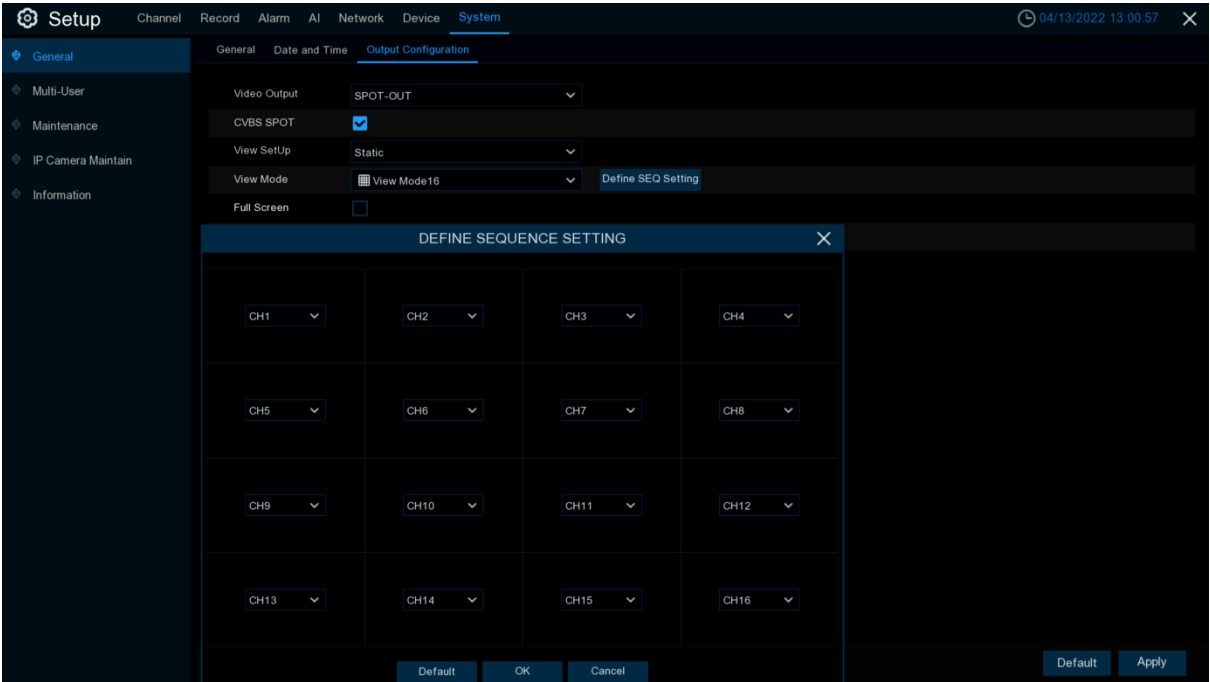 Setup Channel Record Alarm AI Network Device System 04/13/2022 13:00:57
General
General Date and Time Output Configuration
Multi-User
Maintenance
IP Camera Maintain
Information
Video Output SPOT-OUT
CVBS SPOT
View SetUp Static
View Mode View Mode16 Define SEQ Setting
Full Screen
DEFINE SEQUENCE SETTING
CH1 CH2 CH3 CH4
CH5 CH6 CH7 CH8
CH9 CH10 CH11 CH12
CH13 CH14 CH15 CH16
Default OK Cancel
Default Apply